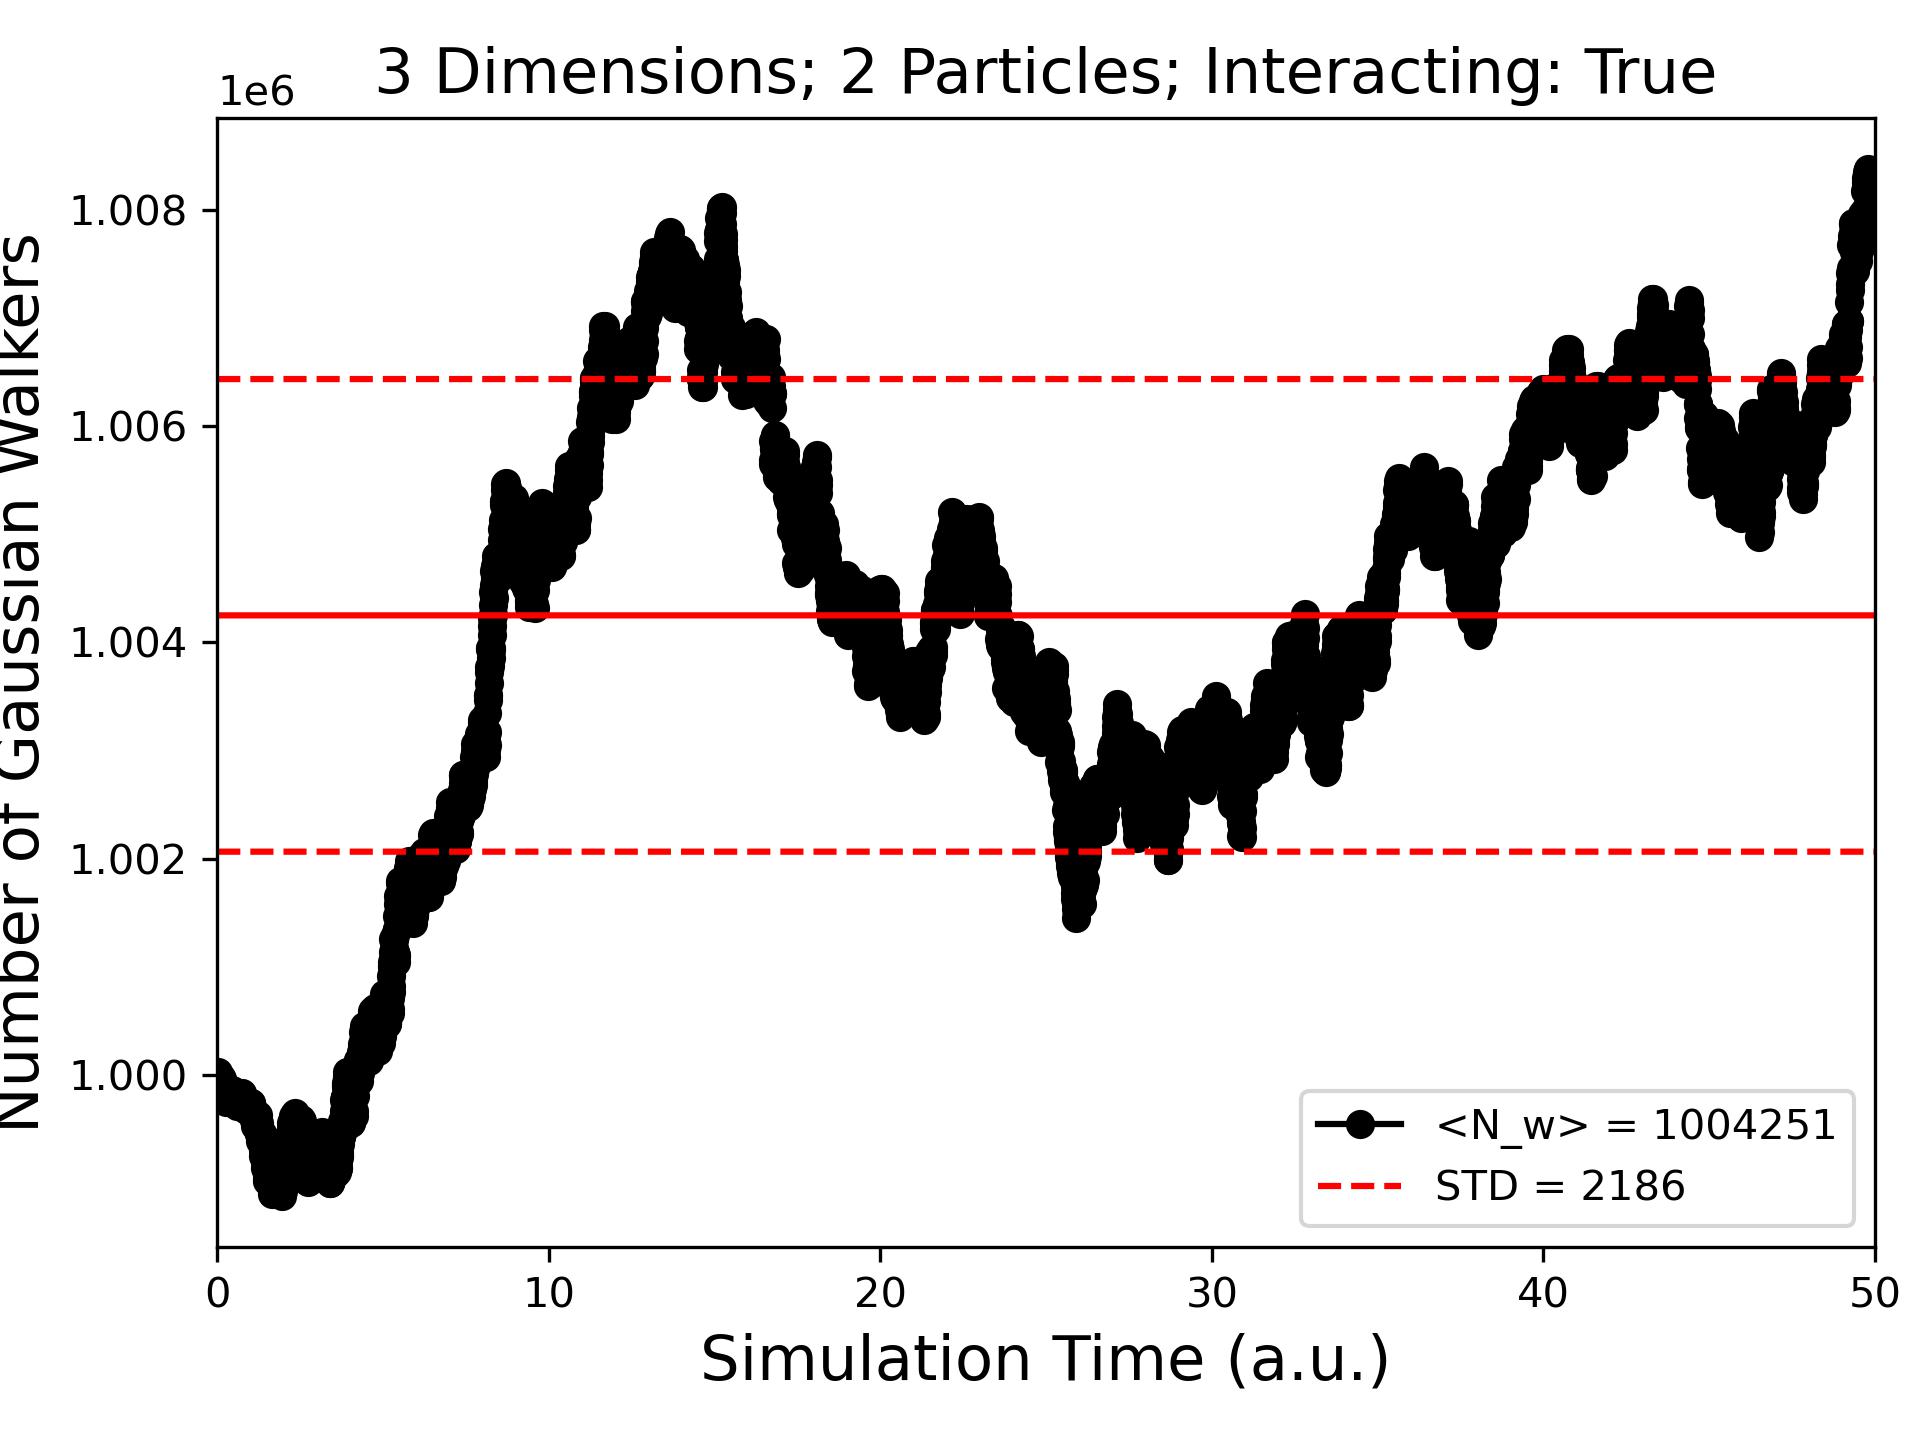 3 Dimensions; 2 Particles; Interacting: True
1e6
Number of Gaussian Walkers
1.008
1.006
1.004
1.002
1.000
<N_w> = 1004251
STD = 2186
0 10 20 30 40 50
Simulation Time (a.u.)